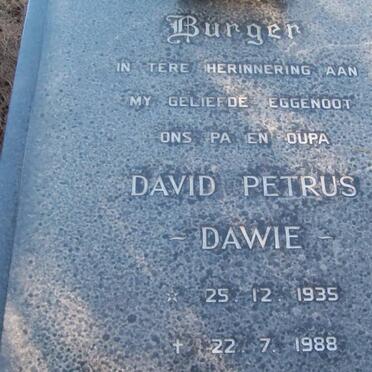 Burger
IN TERE HERINNERING AAN
MY GELIEFDE EGGENOOT
ONS PA EN OUPA
DAVID PETRUS
- DAWIE -
☆ 25. 12. 1935
✝ 22. 7. 1988